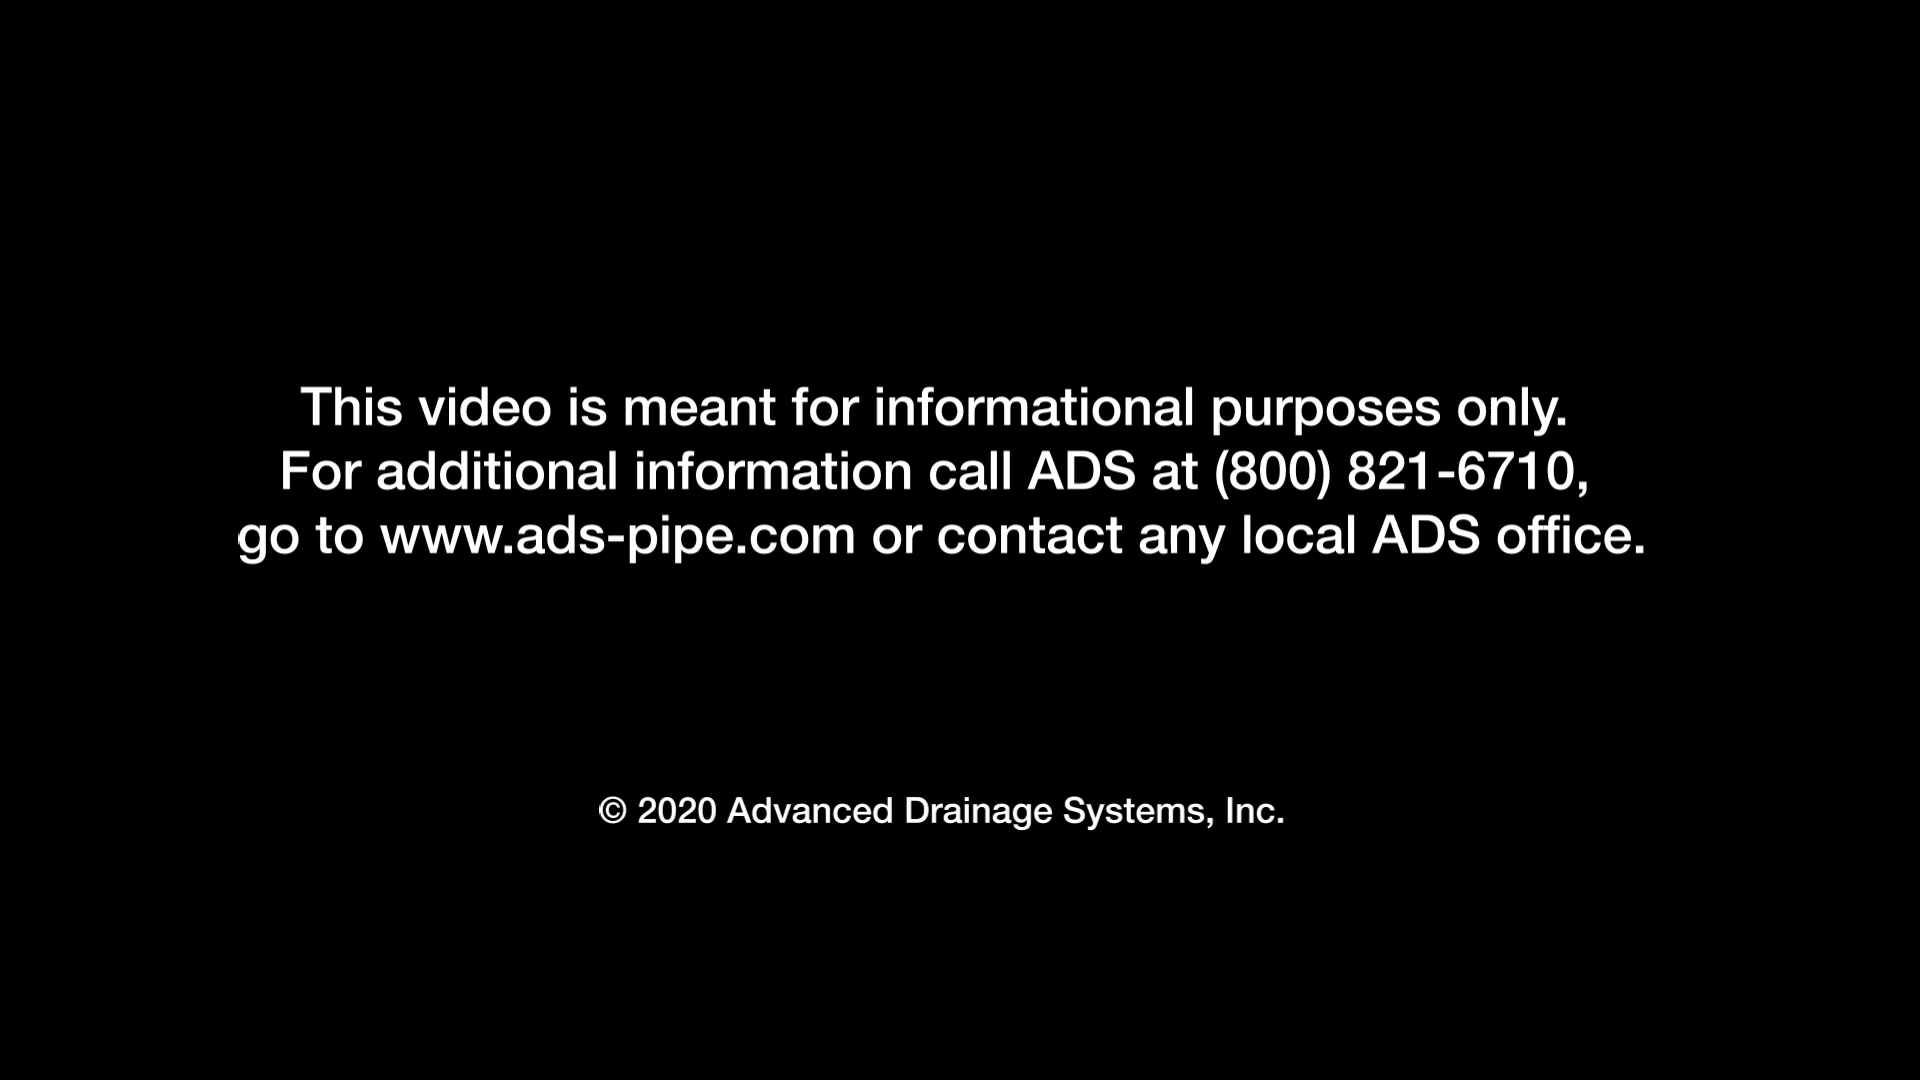 This video is meant for informational purposes only.
For additional information call ADS at (800) 821-6710,
go to www.ads-pipe.com or contact any local ADS office.
© 2020 Advanced Drainage Systems, Inc.